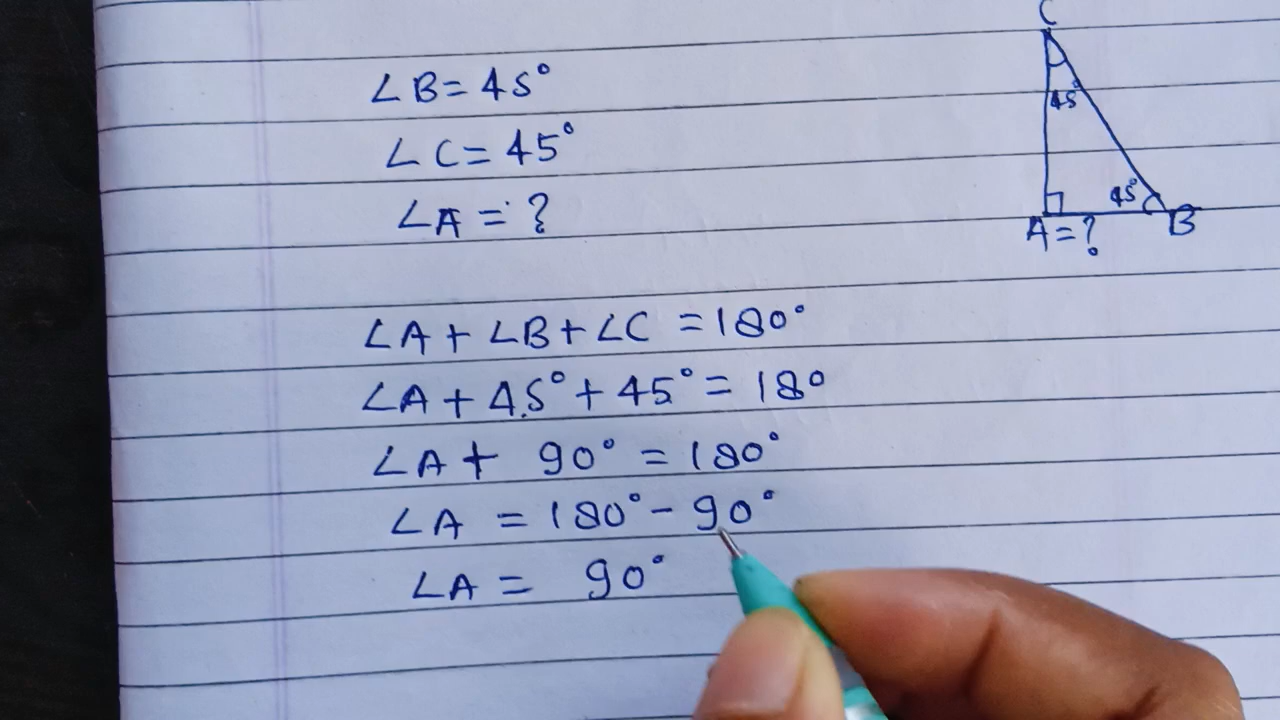 ∠B = 45°
∠C = 45°
∠A = ?
∠A + ∠B + ∠C = 180°
∠A + 45° + 45° = 180
∠A + 90° = 180°
∠A = 180° - 90°
∠A = 90°
C
45°
45°
A = ?
B